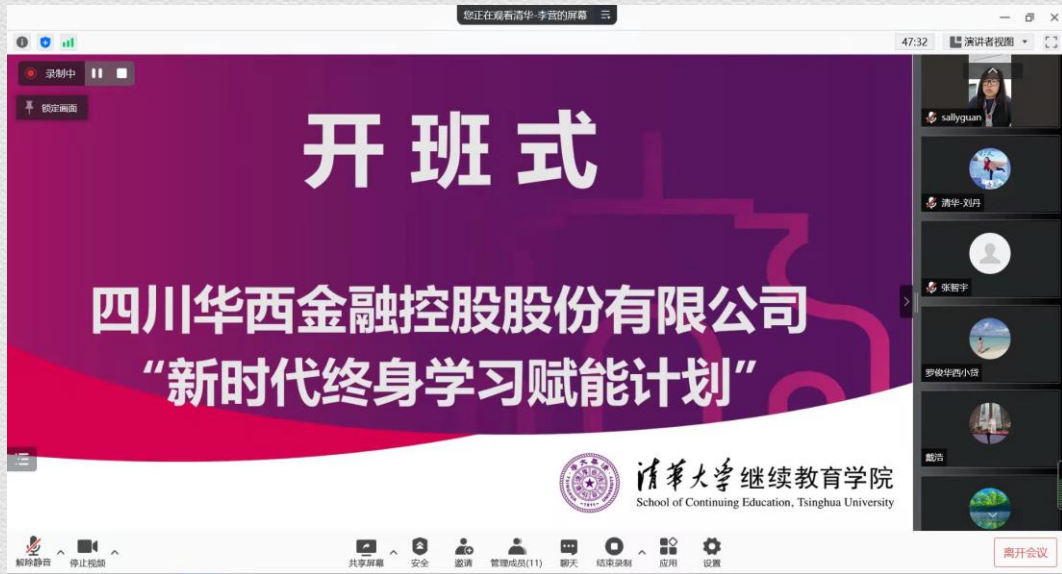 您正在观看清华-李营的屏幕
47:32
演讲者视图
录制中
锁定画面
开班式
四川华西金融控股股份有限公司
“新时代终身学习赋能计划”
清华大学继续教育学院
School of Continuing Education, Tsinghua University
sallyguan
清华-刘丹
张智宇
罗俊华西小贷
戴浩
解除静音
停止视频
共享屏幕
安全
邀请
管理成员(11)
聊天
结束录制
应用
设置
离开会议